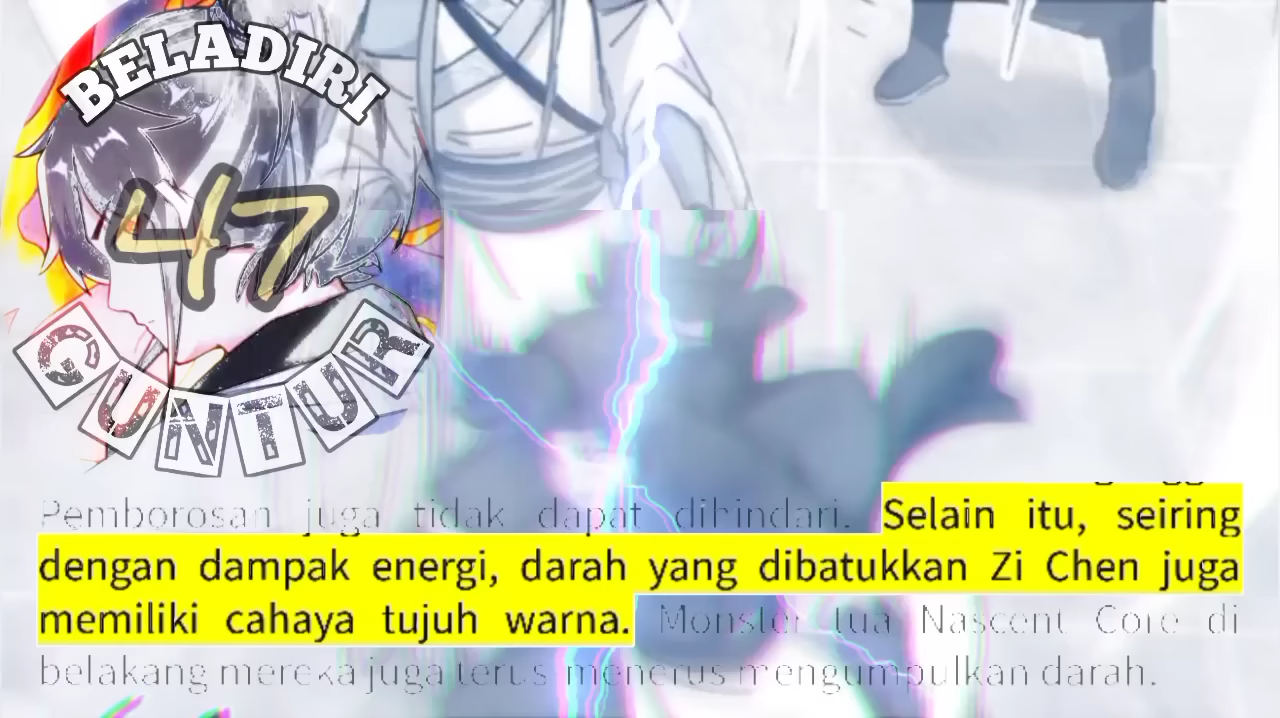 BELADIRI
47
GUNTUR
Pemborosan juga tidak dapat dihindari. Selain itu, seiring
dengan dampak energi, darah yang dibatukkan Zi Chen juga
memiliki cahaya tujuh warna. Monster tua Nascent Core di
belakang mereka juga terus menerus mengumpulkan darah.